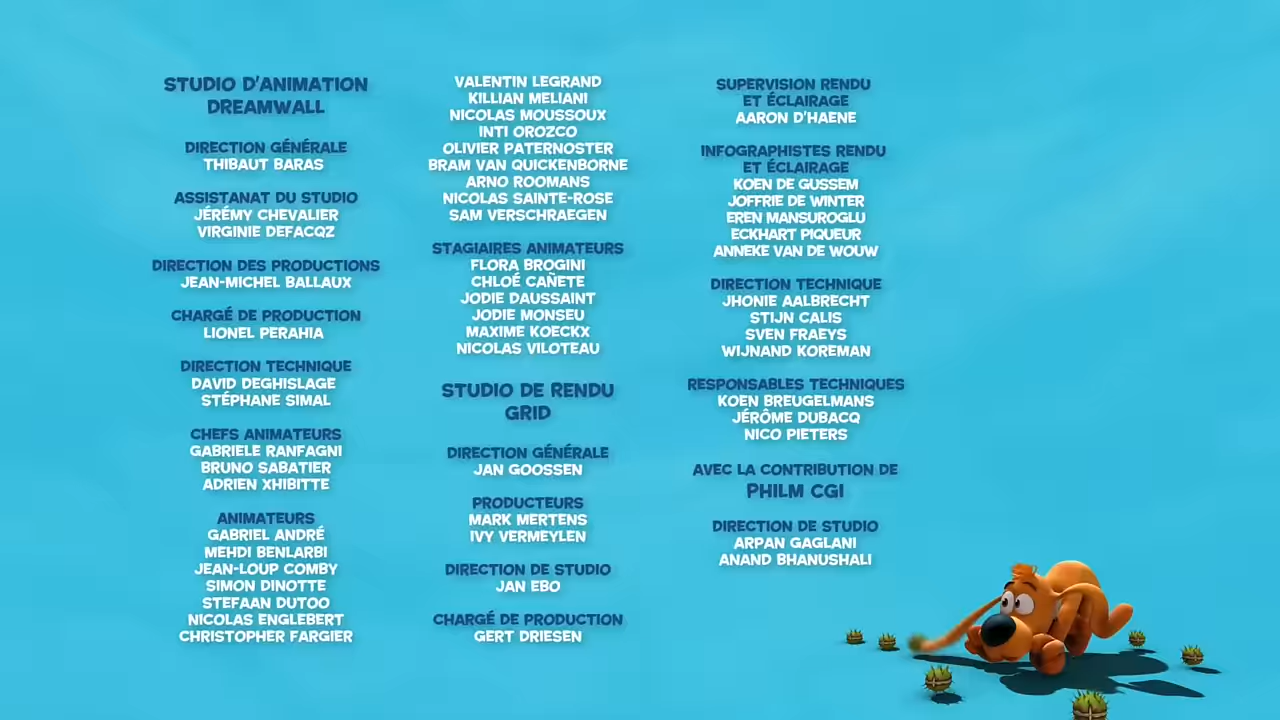 STUDIO D'ANIMATION
DREAMWALL
DIRECTION GÉNÉRALE
THIBAUT BARAS
ASSISTANAT DU STUDIO
JÉRÉMY CHEVALIER
VIRGINIE DEFACQZ
DIRECTION DES PRODUCTIONS
JEAN-MICHEL BALLAUX
CHARGÉ DE PRODUCTION
LIONEL PERAHIA
DIRECTION TECHNIQUE
DAVID DEGHISLAGE
STÉPHANE SIMAL
CHEFS ANIMATEURS
GABRIELE RANFAGNI
BRUNO SABATIER
ADRIEN XHIBITTE
ANIMATEURS
GABRIEL ANDRÉ
MEHDI BENLARBI
JEAN-LOUP COMBY
SIMON DINOTTE
STEFAAN DUTOO
NICOLAS ENGLEBERT
CHRISTOPHER FARGIER
VALENTIN LEGRAND
KILLIAN MELIANI
NICOLAS MOUSSOUX
INTI OROZCO
OLIVIER PATERNOSTER
BRAM VAN QUICKENBORNE
ARNO ROOMANS
NICOLAS SAINTE-ROSE
SAM VERSCHRAEGEN
STAGIAIRES ANIMATEURS
FLORA BROGINI
CHLOÉ CAÑETE
JODIE DAUSSAINT
JODIE MONSEU
MAXIME KOECKX
NICOLAS VILOTEAU
STUDIO DE RENDU
GRID
DIRECTION GÉNÉRALE
JAN GOOSSEN
PRODUCTEURS
MARK MERTENS
IVY VERMEYLEN
DIRECTION DE STUDIO
JAN EBO
CHARGÉ DE PRODUCTION
GERT DRIESEN
SUPERVISION RENDU
ET ÉCLAIRAGE
AARON D'HAENE
INFOGRAPHISTES RENDU
ET ÉCLAIRAGE
KOEN DE GUSSEM
JOFFRIE DE WINTER
EREN MANSUROGLU
ECKHART PIQUEUR
ANNEKE VAN DE WOUW
DIRECTION TECHNIQUE
JHONIE AALBRECHT
STIJN CALIS
SVEN FRAEYS
WIJNAND KOREMAN
RESPONSABLES TECHNIQUES
KOEN BREUGELMANS
JÉRÔME DUBACQ
NICO PIETERS
AVEC LA CONTRIBUTION DE
PHILM CGI
DIRECTION DE STUDIO
ARPAN GAGLANI
ANAND BHANUSHALI